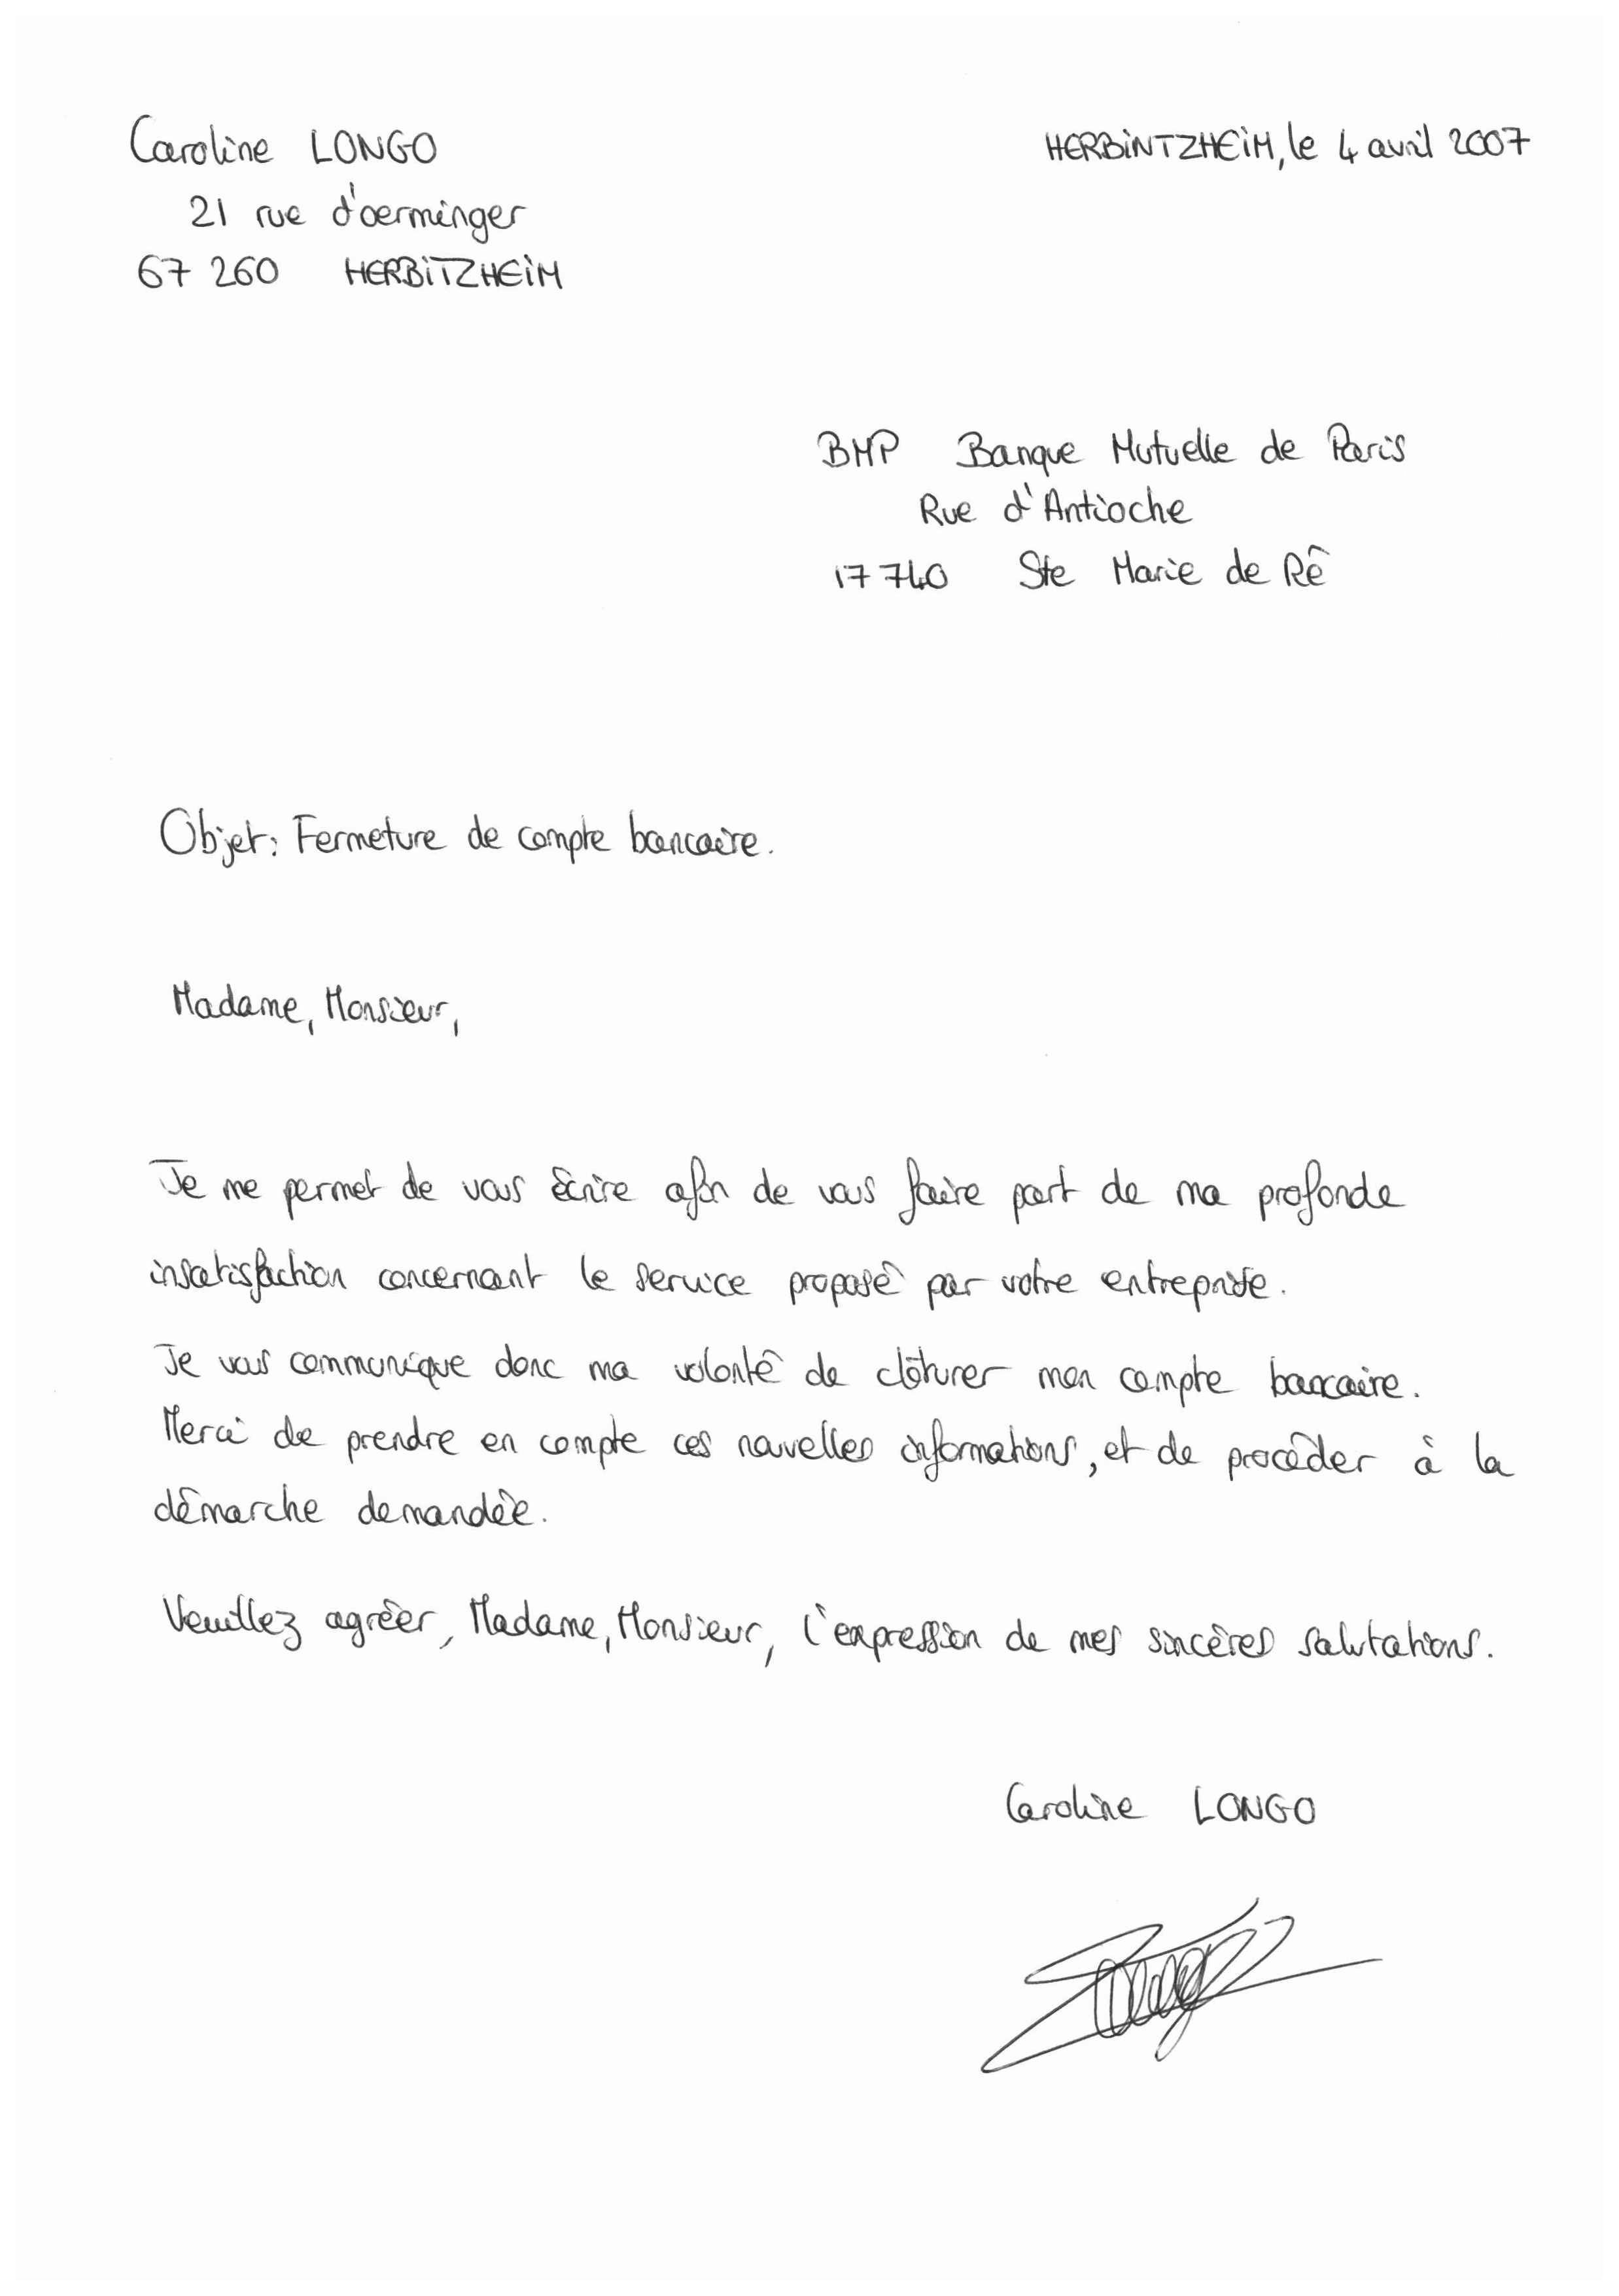 Caroline LONGO
HERBINTZHEIM, le 4 avril 2007
21 rue d'oerminger
67 260 HERBITZHEIM
BMP Banque Mutuelle de Paris
Rue d'Antioche
17740 Ste Marie de Ré
Objet: Fermeture de compte bancaire.
Madame, Monsieur,
Je me permet de vous écrire afin de vous faire part de ma profonde
insatisfaction concernant le service proposé par votre entreprise.
Je vous communique donc ma volonté de clôturer mon compte bancaire.
Merci de prendre en compte ces nouvelles informations, et de procéder à la
démarche demandée.
Veuillez agréer, Madame, Monsieur, l'expression de mes sincères salutations.
Caroline LONGO